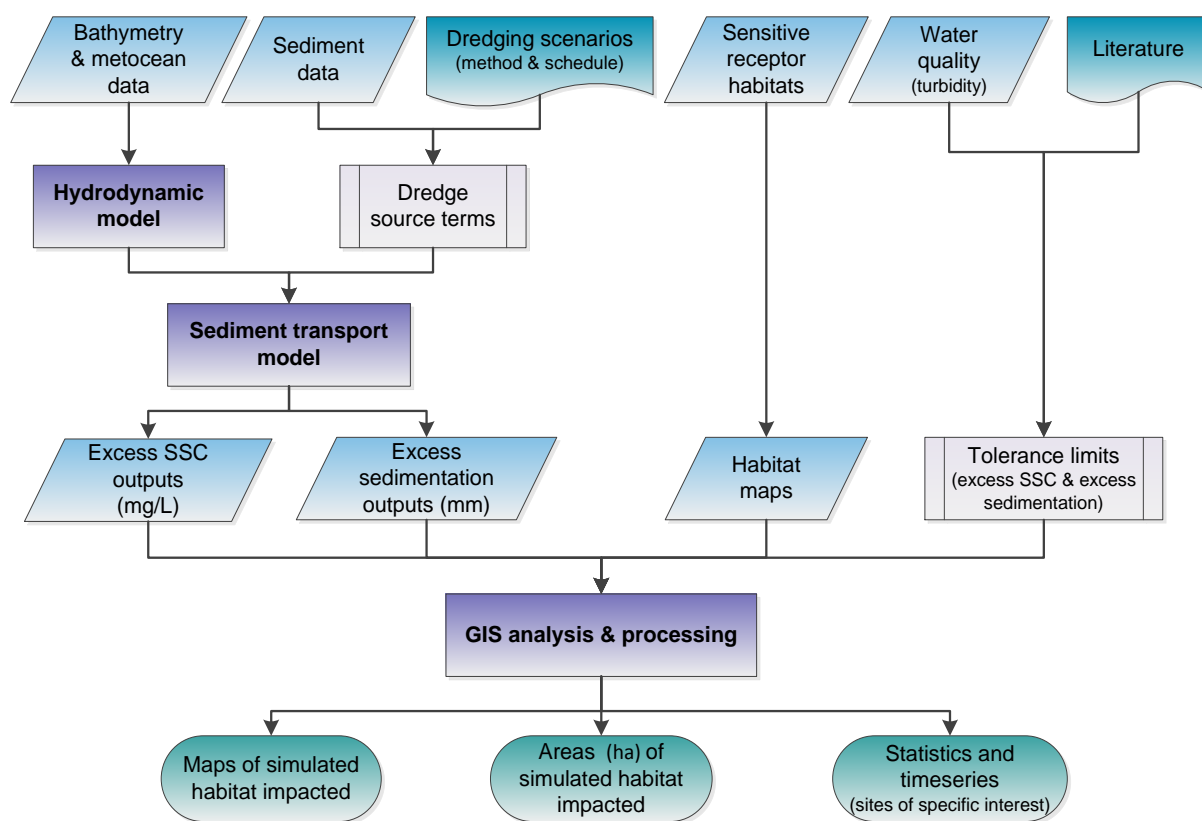 Bathymetry
& metocean
data
Sediment
data
Dredging scenarios
(method & schedule)
Sensitive
receptor
habitats
Water
quality
(turbidity)
Literature
Hydrodynamic
model
Dredge
source terms
Sediment transport
model
Excess SSC
outputs
(mg/L)
Excess
sedimentation
outputs (mm)
Habitat
maps
Tolerance limits
(excess SSC & excess
sedimentation)
GIS analysis & processing
Maps of simulated
habitat impacted
Areas (ha) of
simulated habitat
impacted
Statistics and
timeseries
(sites of specific interest)